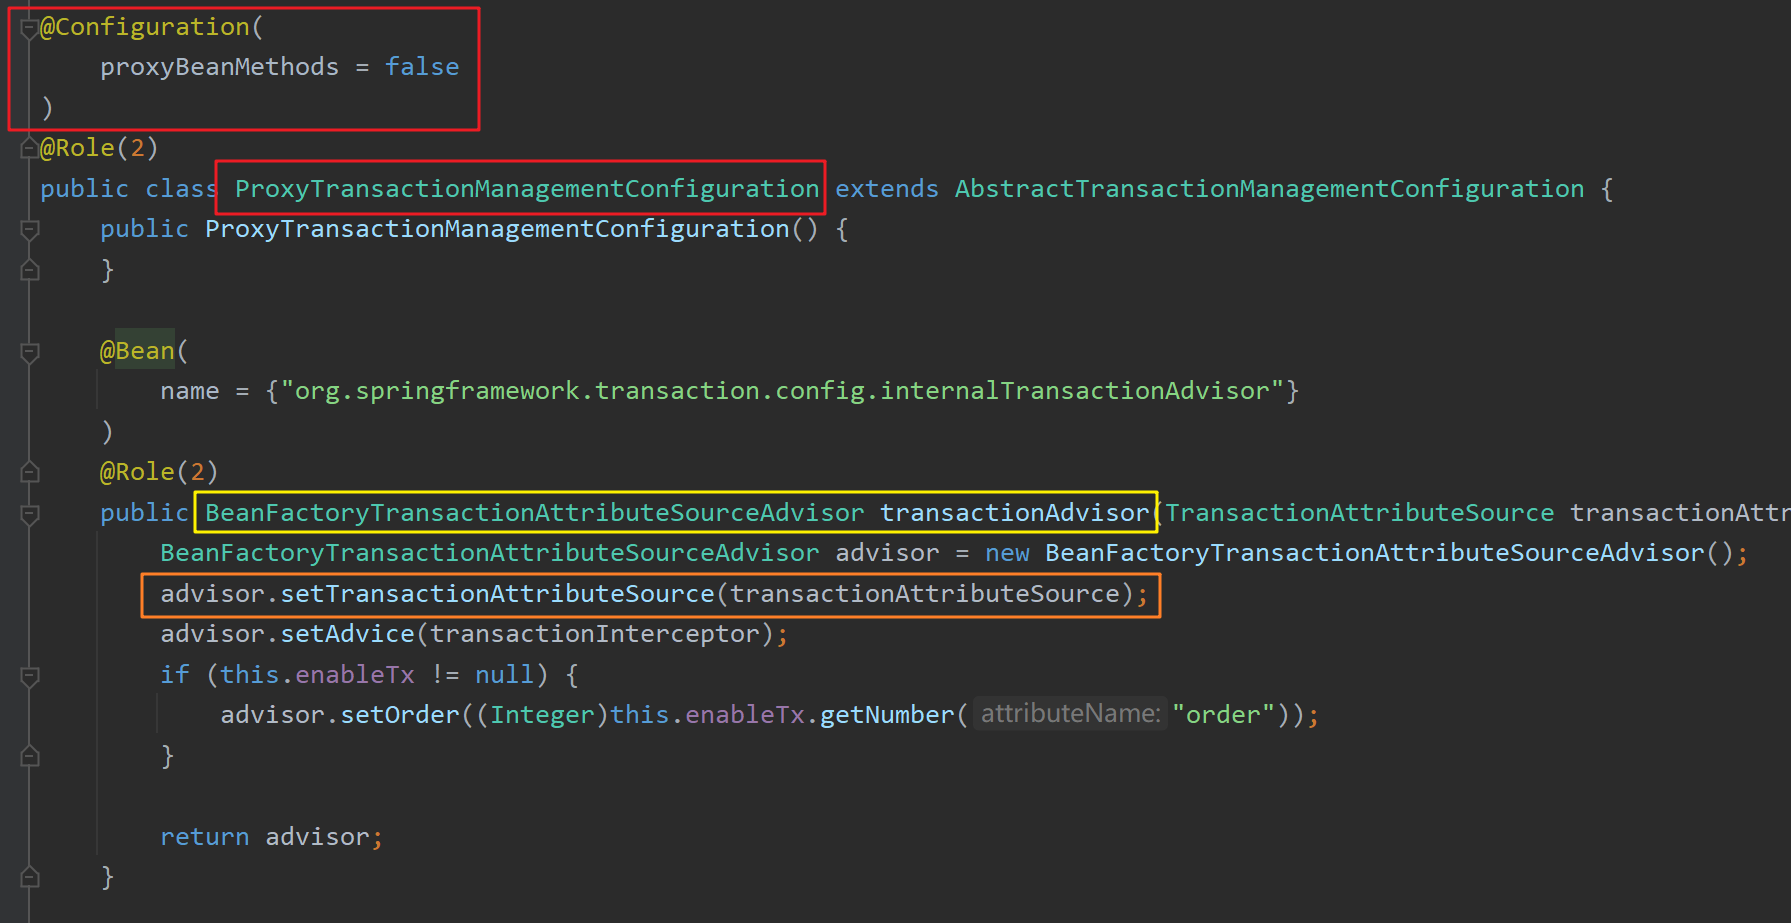 @Configuration(
    proxyBeanMethods = false
)
@Role(2)
public class ProxyTransactionManagementConfiguration extends AbstractTransactionManagementConfiguration {
    public ProxyTransactionManagementConfiguration() {
    }

    @Bean(
        name = {"org.springframework.transaction.config.internalTransactionAdvisor"}
    )
    @Role(2)
    public BeanFactoryTransactionAttributeSourceAdvisor transactionAdvisor(TransactionAttributeSource transactionAttr
        BeanFactoryTransactionAttributeSourceAdvisor advisor = new BeanFactoryTransactionAttributeSourceAdvisor();
        advisor.setTransactionAttributeSource(transactionAttributeSource);
        advisor.setAdvice(transactionInterceptor);
        if (this.enableTx != null) {
            advisor.setOrder((Integer)this.enableTx.getNumber( attributeName: "order"));
        }

        return advisor;
    }